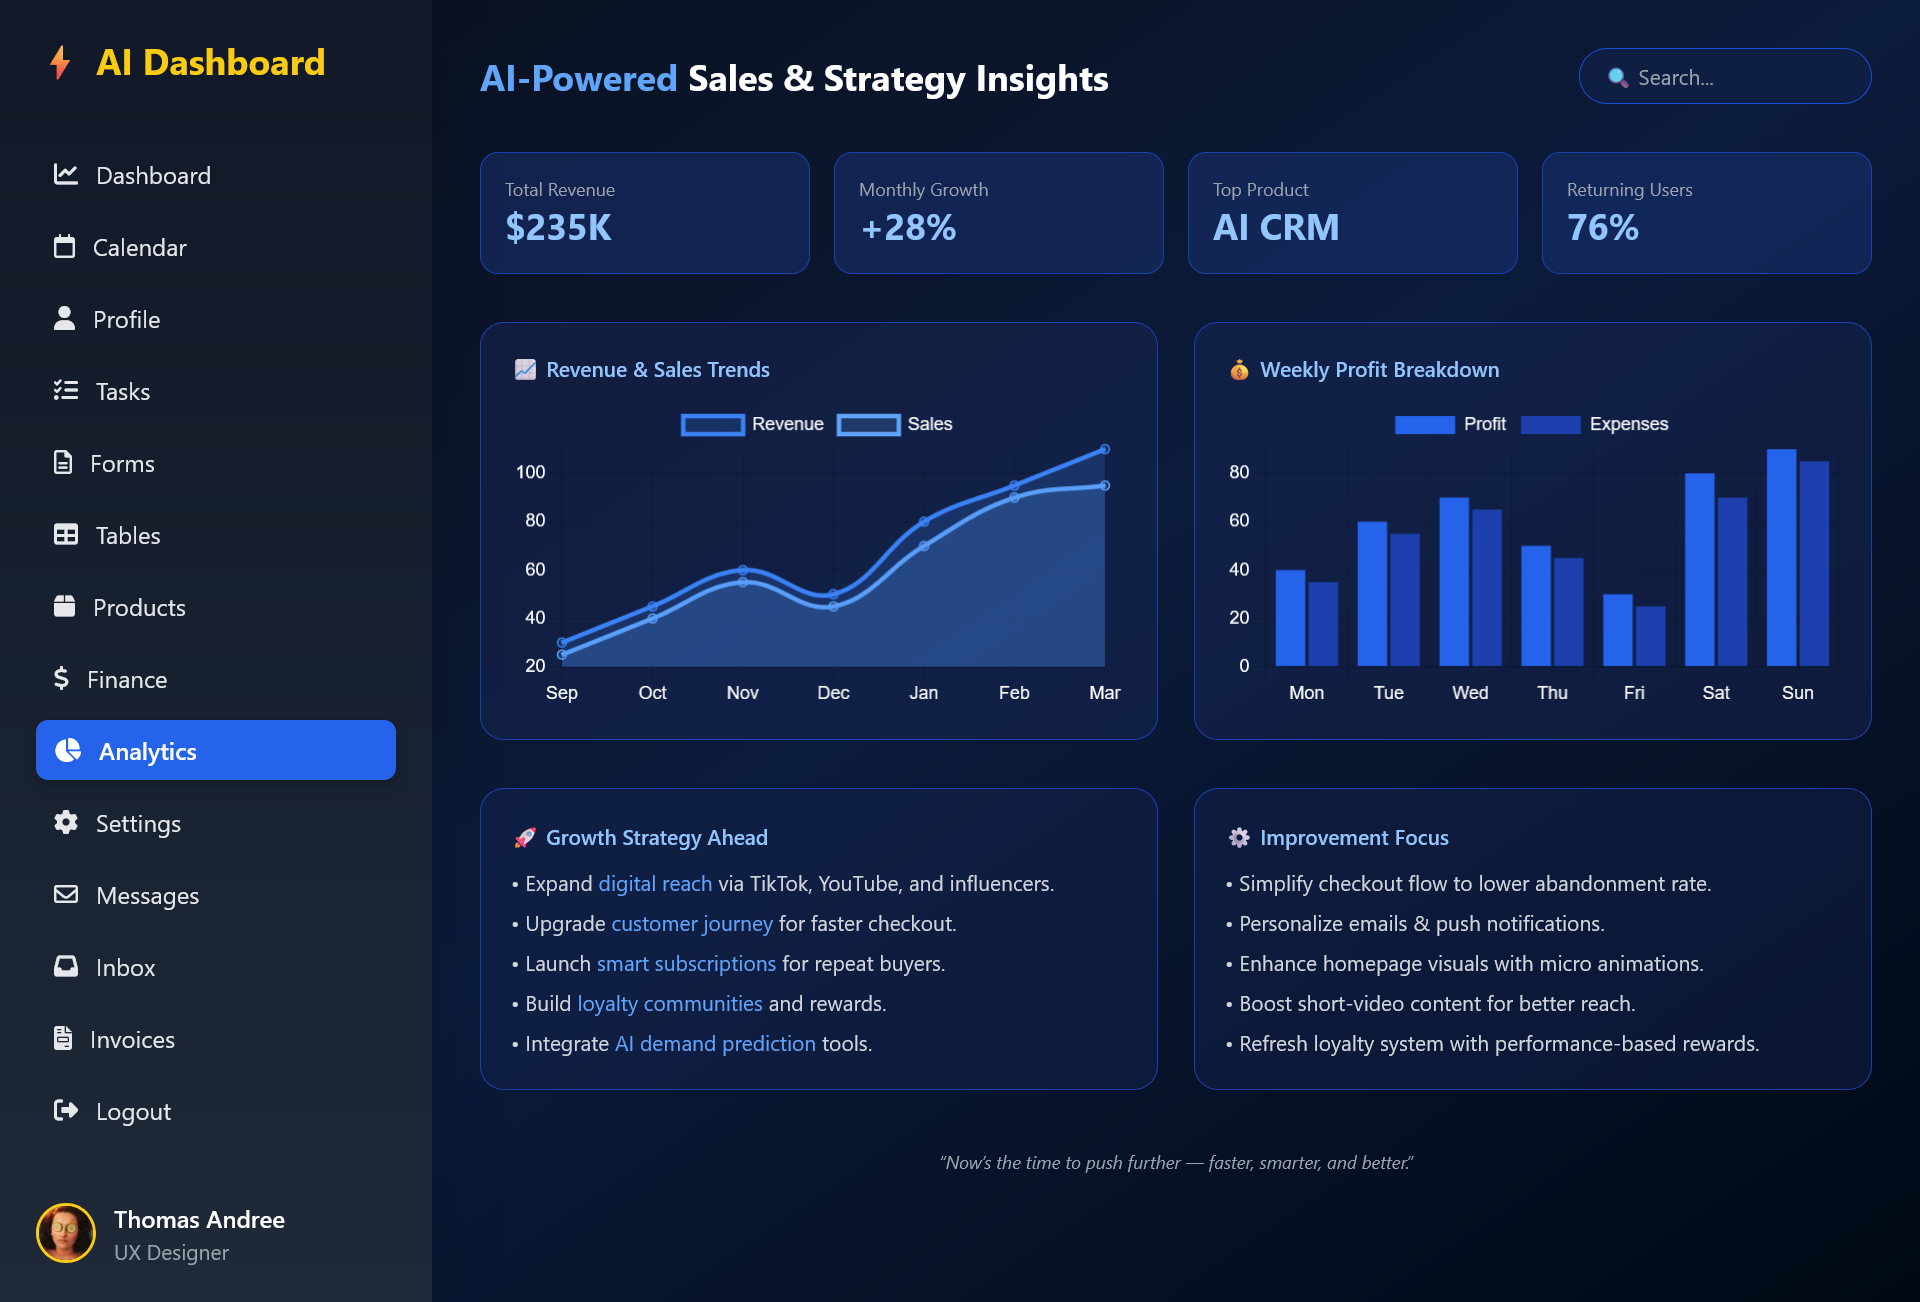 AI Dashboard
Dashboard
Calendar
Profile
Tasks
Forms
Tables
Products
Finance
Analytics
Settings
Messages
Inbox
Invoices
Logout
Thomas Andree
UX Designer
AI-Powered Sales & Strategy Insights
Search...
Total Revenue
$235K
Monthly Growth
+28%
Top Product
AI CRM
Returning Users
76%
Revenue & Sales Trends
Revenue Sales
100
80
60
40
20
Sep Oct Nov Dec Jan Feb Mar
Weekly Profit Breakdown
Profit Expenses
80
60
40
20
0
Mon Tue Wed Thu Fri Sat Sun
Growth Strategy Ahead
• Expand digital reach via TikTok, YouTube, and influencers.
• Upgrade customer journey for faster checkout.
• Launch smart subscriptions for repeat buyers.
• Build loyalty communities and rewards.
• Integrate AI demand prediction tools.
Improvement Focus
• Simplify checkout flow to lower abandonment rate.
• Personalize emails & push notifications.
• Enhance homepage visuals with micro animations.
• Boost short-video content for better reach.
• Refresh loyalty system with performance-based rewards.
“Now’s the time to push further — faster, smarter, and better.”